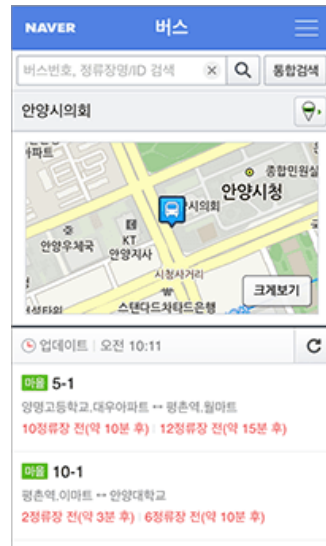 NAVER 버스
버스번호, 정류장명/ID 검색 통합검색
안양시의회
아파트
종합민원실
안양시청
시의회
안양우체국
KT
안양지사
시청사거리
크게보기
스탠다드차타드은행
업데이트 오전 10:11
마을 5-1
양명고등학교.대우아파트 ↔ 평촌역.월마트
10정류장 전(약 10분 후) 12정류장 전(약 15분 후)
마을 10-1
평촌역.이마트 ↔ 안양대학교
2정류장 전(약 3분 후) 6정류장 전(약 10분 후)